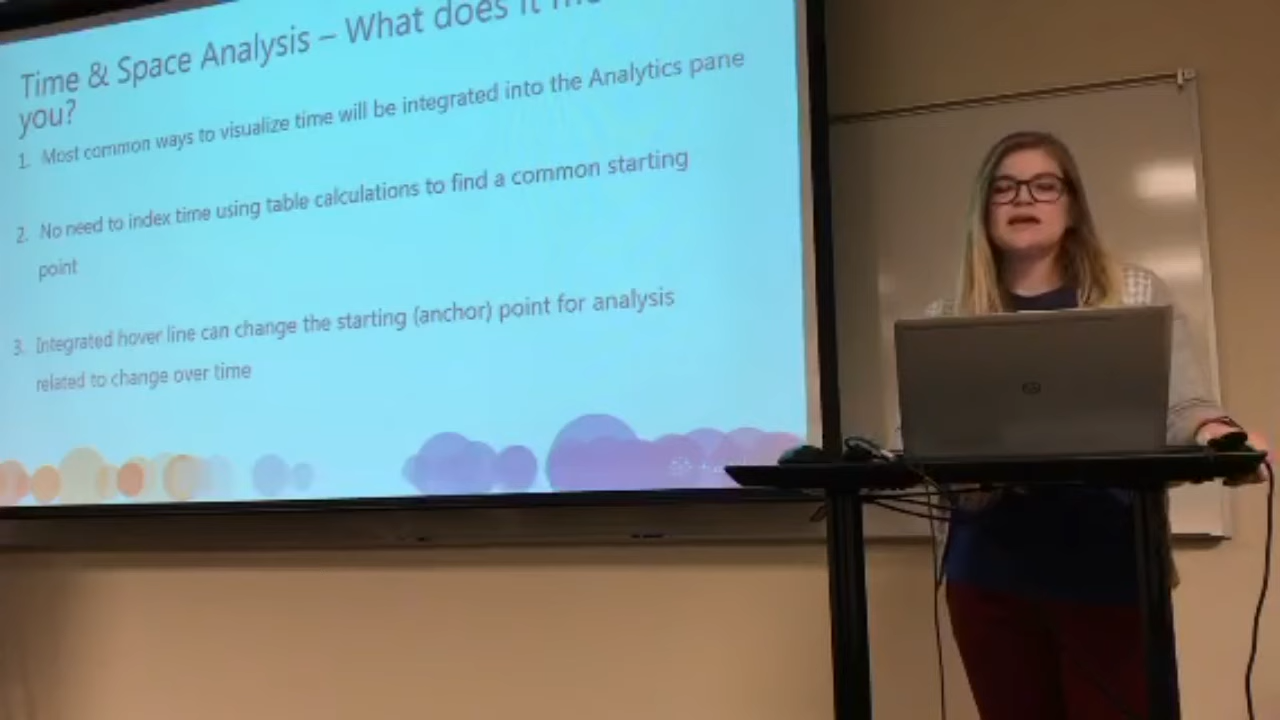 Time & Space Analysis – What does it
you?
1. Most common ways to visualize time will be integrated into the Analytics pane
2. No need to index time using table calculations to find a common starting
point
3. Integrated hover line can change the starting (anchor) point for analysis
related to change over time